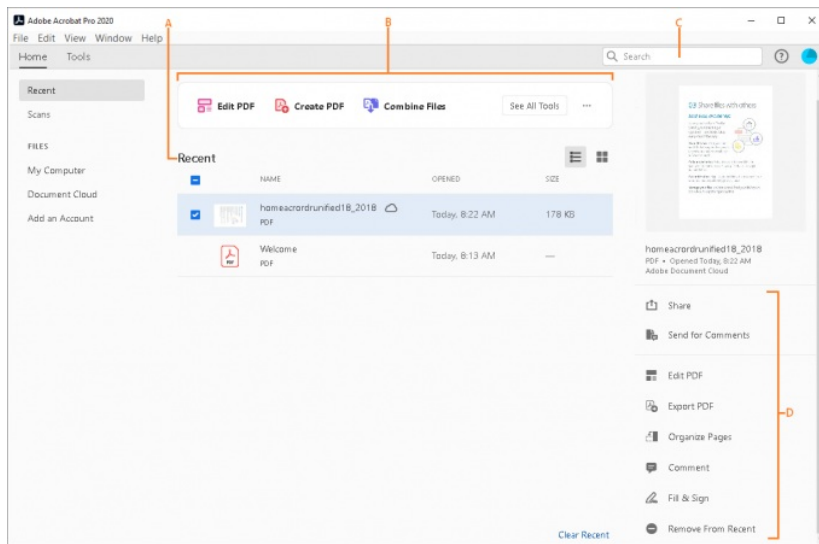 Adobe Acrobat Pro 2020
A
B
C
File Edit View Window Help
Home Tools
Search
Recent
Scans
FILES
My Computer
Document Cloud
Add an Account
Edit PDF
Create PDF
Combine Files
See All Tools
Recent
NAME OPENED SIZE
homeacrordrunified18_2018
PDF
Today, 8:22 AM
178 KB
Welcome
PDF
Today, 8:13 AM
—
Clear Recent
Share files with others
homeacrordrunified18_2018
PDF • Opened Today, 8:22 AM
Adobe Document Cloud
Share
Send for Comments
Edit PDF
Export PDF
D
Organize Pages
Comment
Fill & Sign
Remove From Recent